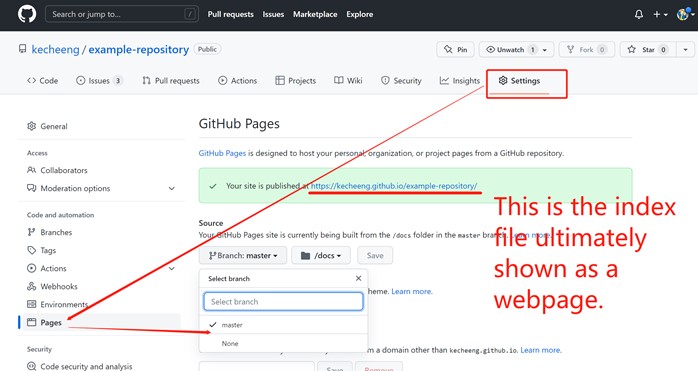 Search or jump to...
/
Pull requests
Issues
Marketplace
Explore
kecheeng / example-repository
Public
Pin
Unwatch
1
Fork 0
Star 0
Code
Issues 3
Pull requests
Actions
Projects
Wiki
Security
Insights
Settings
General
Access
Collaborators
Moderation options
Code and automation
Branches
Tags
Actions
Webhooks
Environments
Pages
Security
Code security and analysis
GitHub Pages
GitHub Pages is designed to host your personal, organization, or project pages from a GitHub repository.
Your site is published at https://kecheeng.github.io/example-repository/
Source
Your GitHub Pages site is currently being built from the /docs folder in the master branch. Learn more.
Branch: master
/docs
Save
Select branch
Select branch
master
None
heme. Learn more.
m a domain other than kecheeng.github.io. Learn more.
Save
Remove
This is the index
file ultimately
shown as a
webpage.